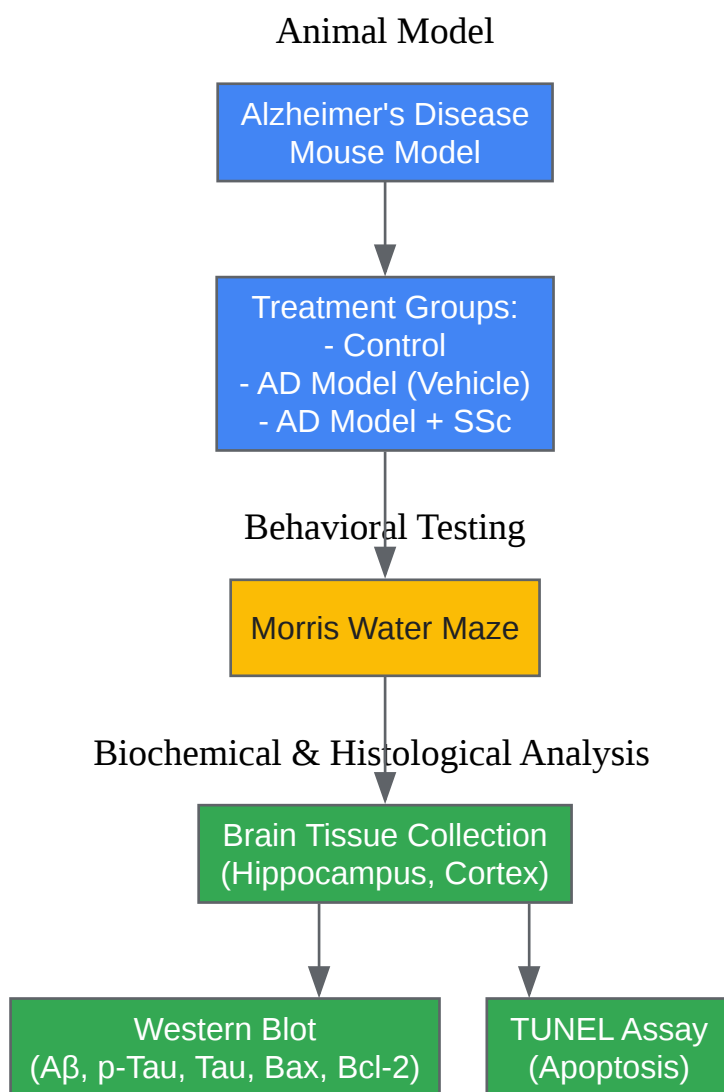 Animal Model
Alzheimer's Disease
Mouse Model
Treatment Groups:
- Control
- AD Model (Vehicle)
- AD Model + SSc
Behavioral Testing
Morris Water Maze
Biochemical & Histological Analysis
Brain Tissue Collection
(Hippocampus, Cortex)
Western Blot
(Aβ, p-Tau, Tau, Bax, Bcl-2)
TUNEL Assay
(Apoptosis)